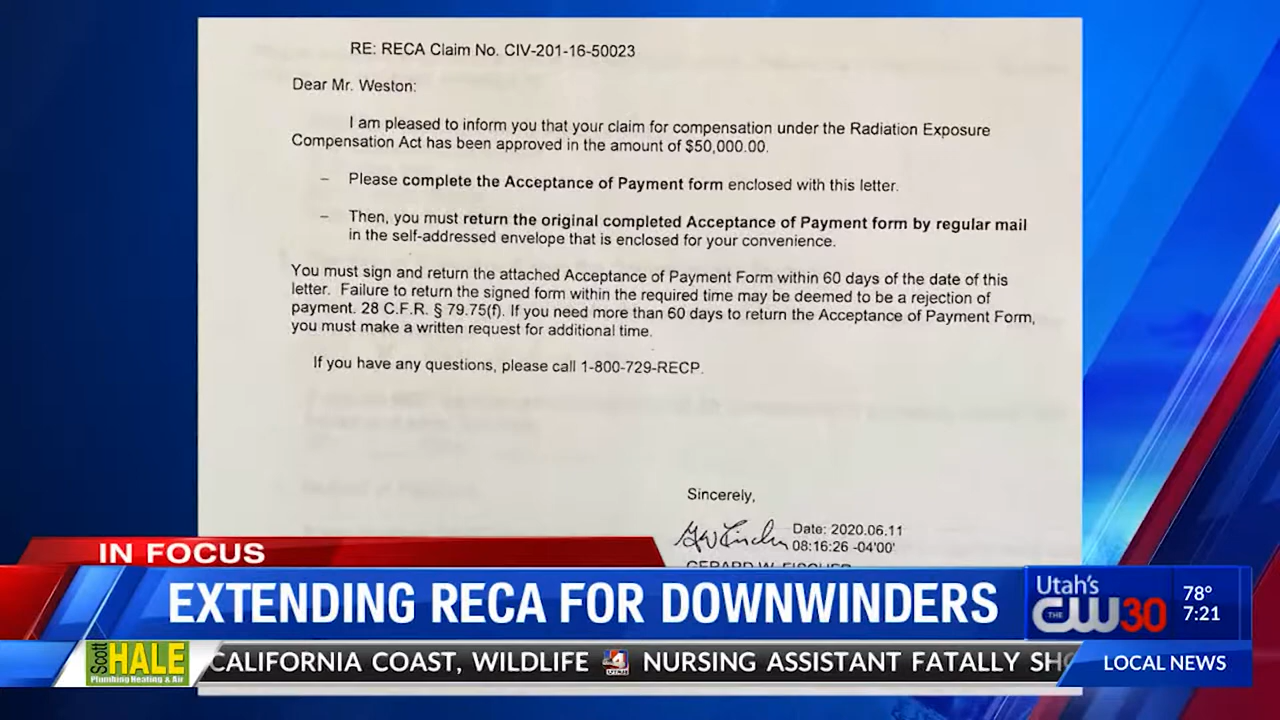 RE: RECA Claim No. CIV-201-16-50023
Dear Mr. Weston:
I am pleased to inform you that your claim for compensation under the Radiation Exposure
Compensation Act has been approved in the amount of $50,000.00.
– Please complete the Acceptance of Payment form enclosed with this letter.
– Then, you must return the original completed Acceptance of Payment form by regular mail
in the self-addressed envelope that is enclosed for your convenience.
You must sign and return the attached Acceptance of Payment Form within 60 days of the date of this
letter. Failure to return the signed form within the required time may be deemed to be a rejection of
payment. 28 C.F.R. § 79.75(f). If you need more than 60 days to return the Acceptance of Payment Form,
you must make a written request for additional time.
If you have any questions, please call 1-800-729-RECP.
Sincerely,
Date: 2020.06.11
08:16:26 -04'00'
GERARD W.
IN FOCUS
EXTENDING RECA FOR DOWNWINDERS
Utah's
THE CW30
78°
7:21
Scott HALE
Plumbing Heating & Air
CALIFORNIA COAST, WILDLIFE 4 UTAH NURSING ASSISTANT FATALLY SH
LOCAL NEWS